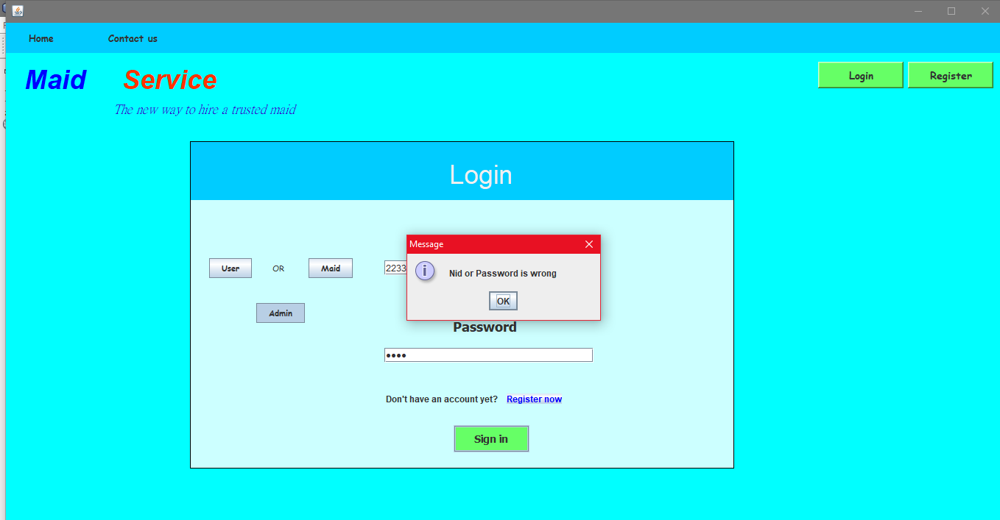 Home Contact us
Maid Service
Login Register
The new way to hire a trusted maid
Login
Message
User OR Maid 2233
Nid or Password is wrong
OK
Admin
Password
Don't have an account yet? Register now
Sign in